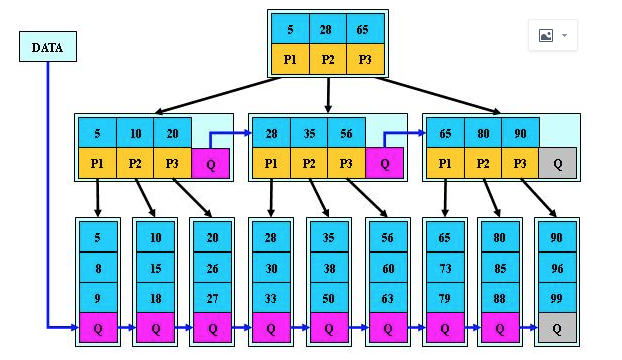 5 28 65
DATA
P1 P2 P3
5 10 20
28 35 56
65 80 90
P1 P2 P3 Q
P1 P2 P3 Q
P1 P2 P3 Q
5 10 20 28 35 56 65 80 90
8 15 26 30 38 60 73 85 96
9 18 27 33 50 63 79 88 99
Q Q Q Q Q Q Q Q Q